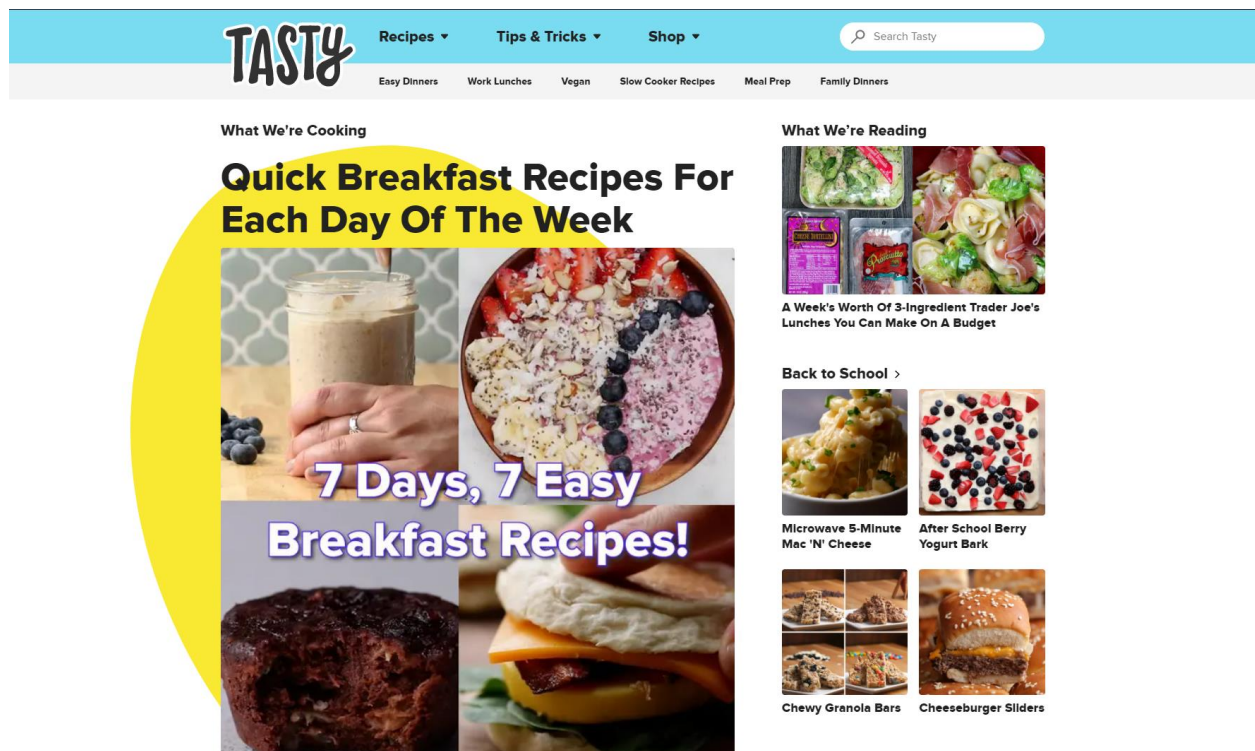 TASTY
Recipes
Tips & Tricks
Shop
Search Tasty
Easy Dinners
Work Lunches
Vegan
Slow Cooker Recipes
Meal Prep
Family Dinners
What We're Cooking
Quick Breakfast Recipes For
Each Day Of The Week
7 Days, 7 Easy
Breakfast Recipes!
What We’re Reading
Prosciutto
A Week's Worth Of 3-Ingredient Trader Joe's
Lunches You Can Make On A Budget
Back to School >
Microwave 5-Minute
Mac 'N' Cheese
After School Berry
Yogurt Bark
Chewy Granola Bars
Cheeseburger Sliders